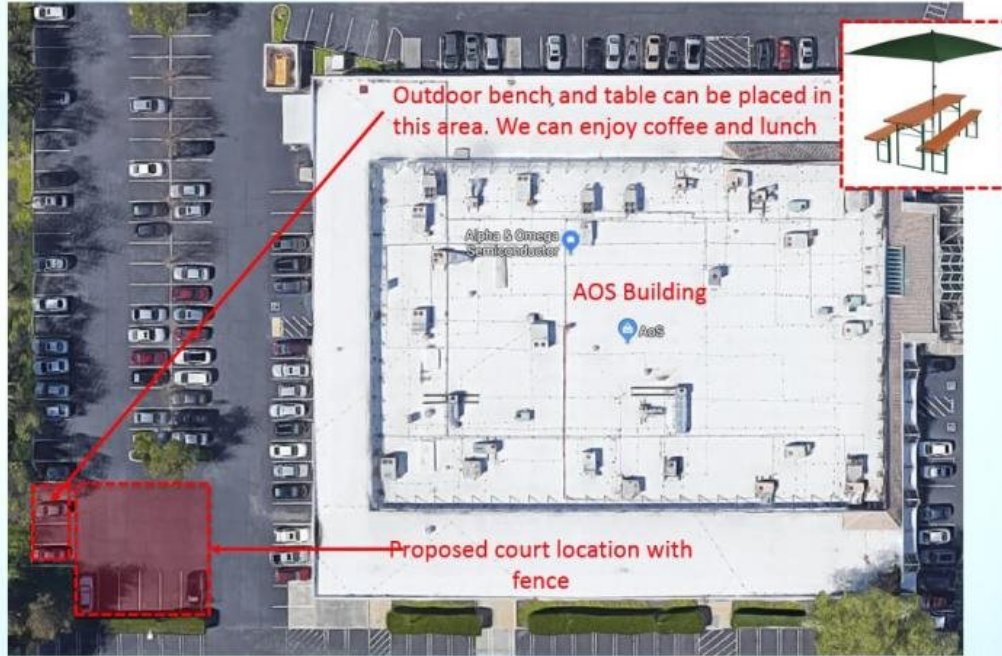 Outdoor bench and table can be placed in
this area. We can enjoy coffee and lunch
Alpha & Omega
Semiconductor
AOS Building
AoS
Proposed court location with
fence